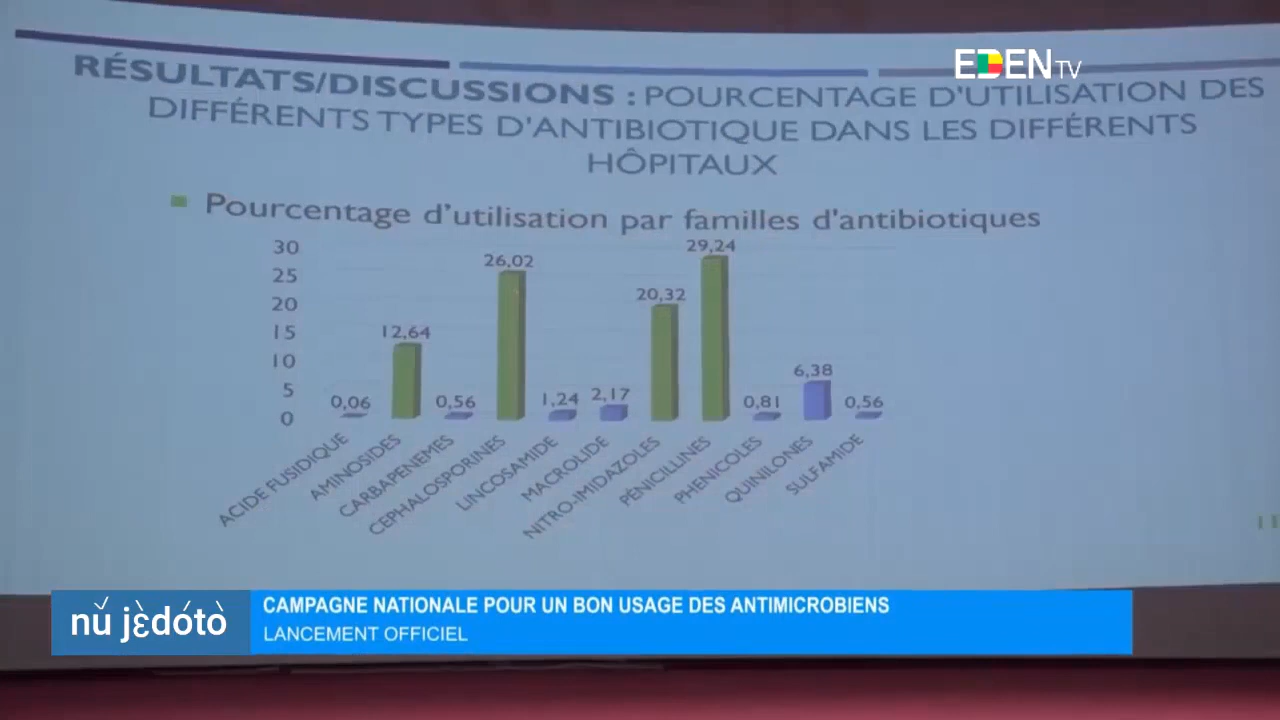 EDEN TV
RÉSULTATS/DISCUSSIONS : POURCENTAGE D'UTILISATION DES
DIFFÉRENTS TYPES D'ANTIBIOTIQUE DANS LES DIFFÉRENTS
HÔPITAUX
Pourcentage d'utilisation par familles d'antibiotiques
30
25
20
15
10
5
0
0,06
12,64
0,56
26,02
1,24
2,17
20,32
29,24
0,81
6,38
0,56
ACIDE FUSIDIQUE
AMINOSIDES
CARBAPENEMES
CEPHALOSPORINES
LINCOSAMIDE
MACROLIDE
NITRO-IMIDAZOLES
PÉNICILLINES
PHENICOLES
QUINILONES
SULFAMIDE
11
nǔ jɛ̀dótò
CAMPAGNE NATIONALE POUR UN BON USAGE DES ANTIMICROBIENS
LANCEMENT OFFICIEL